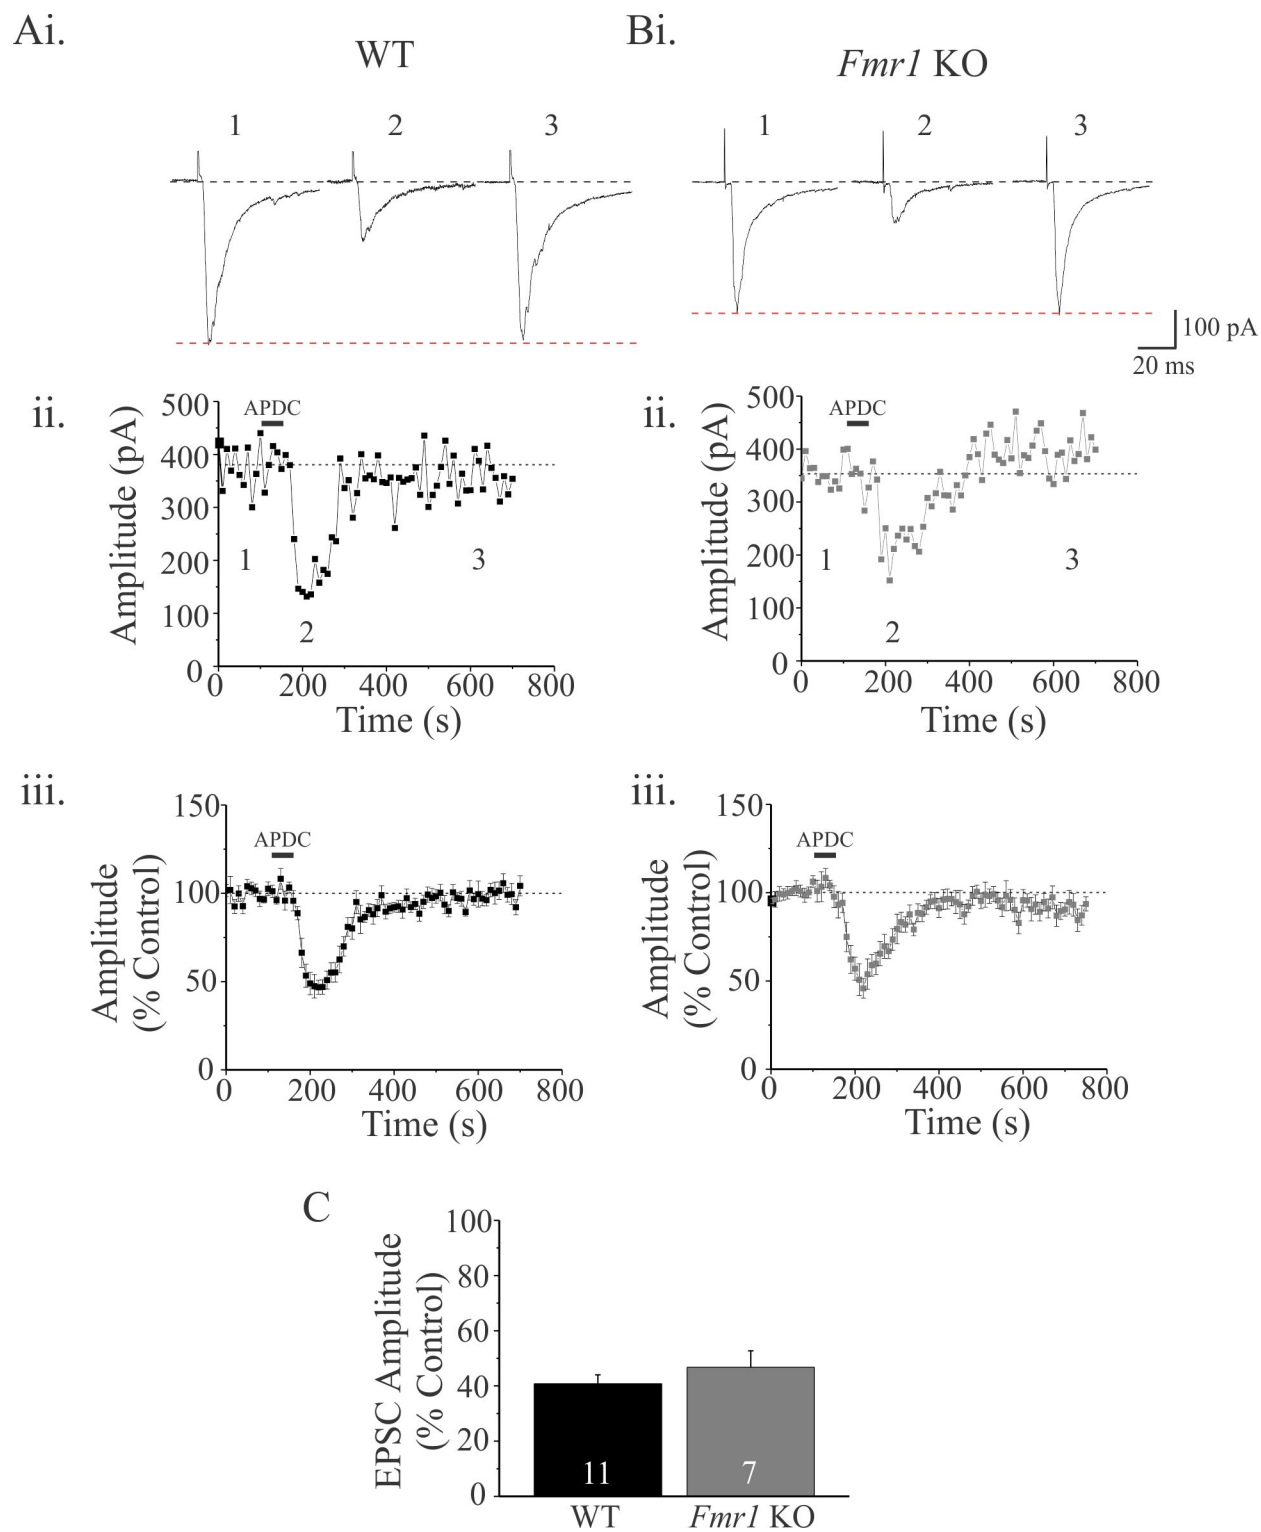 Ai.
WT
1 2 3
Bi.
Fmr1 KO
1 2 3
100 pA
20 ms
ii.
Amplitude (pA)
500
400
300
200
100
0
APDC
1
2
3
0 200 400 600 800
Time (s)
ii.
Amplitude (pA)
500
400
300
200
100
0
APDC
1
2
3
0 200 400 600 800
Time (s)
iii.
Amplitude
(% Control)
150
100
50
0
APDC
0 200 400 600 800
Time (s)
iii.
Amplitude
(% Control)
150
100
50
0
APDC
0 200 400 600 800
Time (s)
C
EPSC Amplitude
(% Control)
100
80
60
40
20
0
11
7
WT
Fmr1 KO